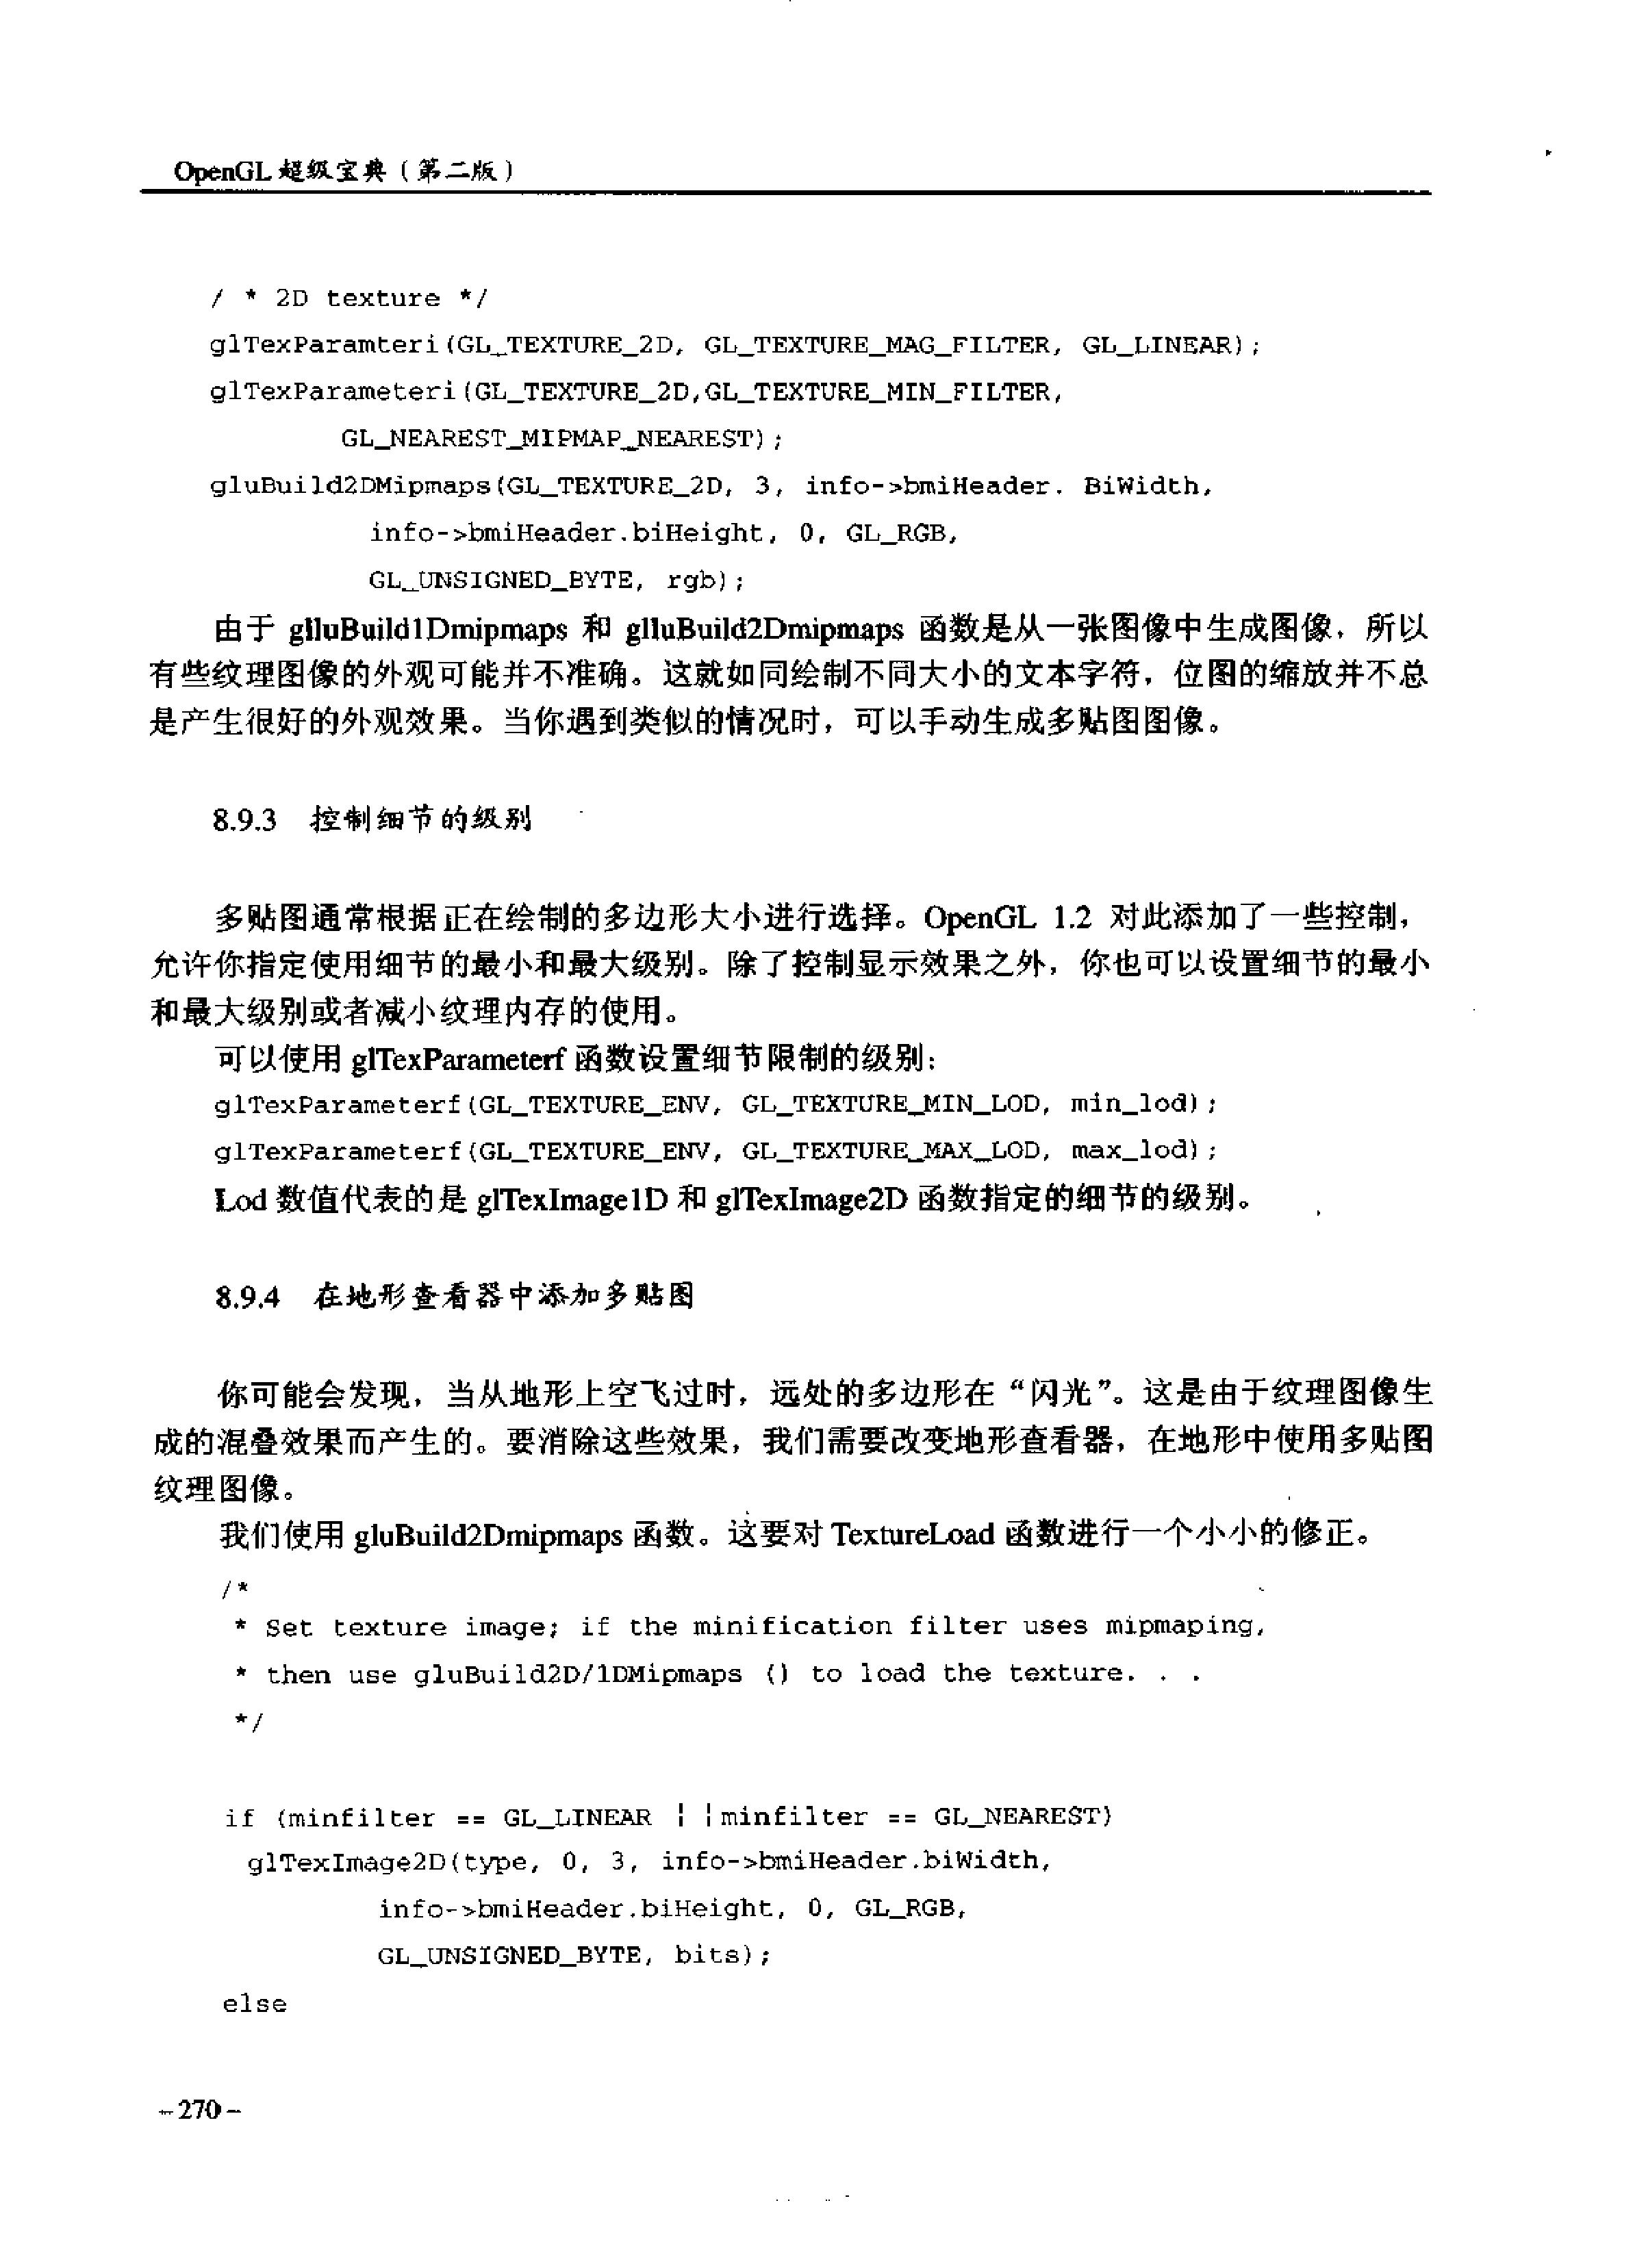 OpenGL 超级宝典（第二版）
/ * 2D texture */
glTexParamteri(GL_TEXTURE_2D, GL_TEXTURE_MAG_FILTER, GL_LINEAR);
glTexParameteri(GL_TEXTURE_2D,GL_TEXTURE_MIN_FILTER,
GL_NEAREST_MIPMAP_NEAREST);
gluBuild2DMipmaps(GL_TEXTURE_2D, 3, info->bmiHeader. BiWidth,
info->bmiHeader.biHeight, 0, GL_RGB,
GL_UNSIGNED_BYTE, rgb);
由于 glluBuild1Dmipmaps 和 glluBuild2Dmipmaps 函数是从一张图像中生成图像，所以
有些纹理图像的外观可能并不准确。这就如同绘制不同大小的文本字符，位图的缩放并不总
是产生很好的外观效果。当你遇到类似的情况时，可以手动生成多贴图图像。
8.9.3 控制细节的级别
多贴图通常根据正在绘制的多边形大小进行选择。OpenGL 1.2 对此添加了一些控制，
允许你指定使用细节的最小和最大级别。除了控制显示效果之外，你也可以设置细节的最小
和最大级别或者减小纹理内存的使用。
可以使用 glTexParameterf 函数设置细节限制的级别：
glTexParameterf(GL_TEXTURE_ENV, GL_TEXTURE_MIN_LOD, min_lod);
glTexParameterf(GL_TEXTURE_ENV, GL_TEXTURE_MAX_LOD, max_lod);
Lod 数值代表的是 glTexImage1D 和 glTexImage2D 函数指定的细节的级别。
8.9.4 在地形查看器中添加多贴图
你可能会发现，当从地形上空飞过时，远处的多边形在“闪光”。这是由于纹理图像生
成的混叠效果而产生的。要消除这些效果，我们需要改变地形查看器，在地形中使用多贴图
纹理图像。
我们使用 gluBuild2Dmipmaps 函数。这要对 TextureLoad 函数进行一个小小的修正。
/*
* Set texture image; if the minification filter uses mipmaping,
* then use gluBuild2D/1DMipmaps () to load the texture. . .
*/
if (minfilter == GL_LINEAR ¦ ¦minfilter == GL_NEAREST)
glTexImage2D(type, 0, 3, info->bmiHeader.biWidth,
info->bmiHeader.biHeight, 0, GL_RGB,
GL_UNSIGNED_BYTE, bits);
else
–270–